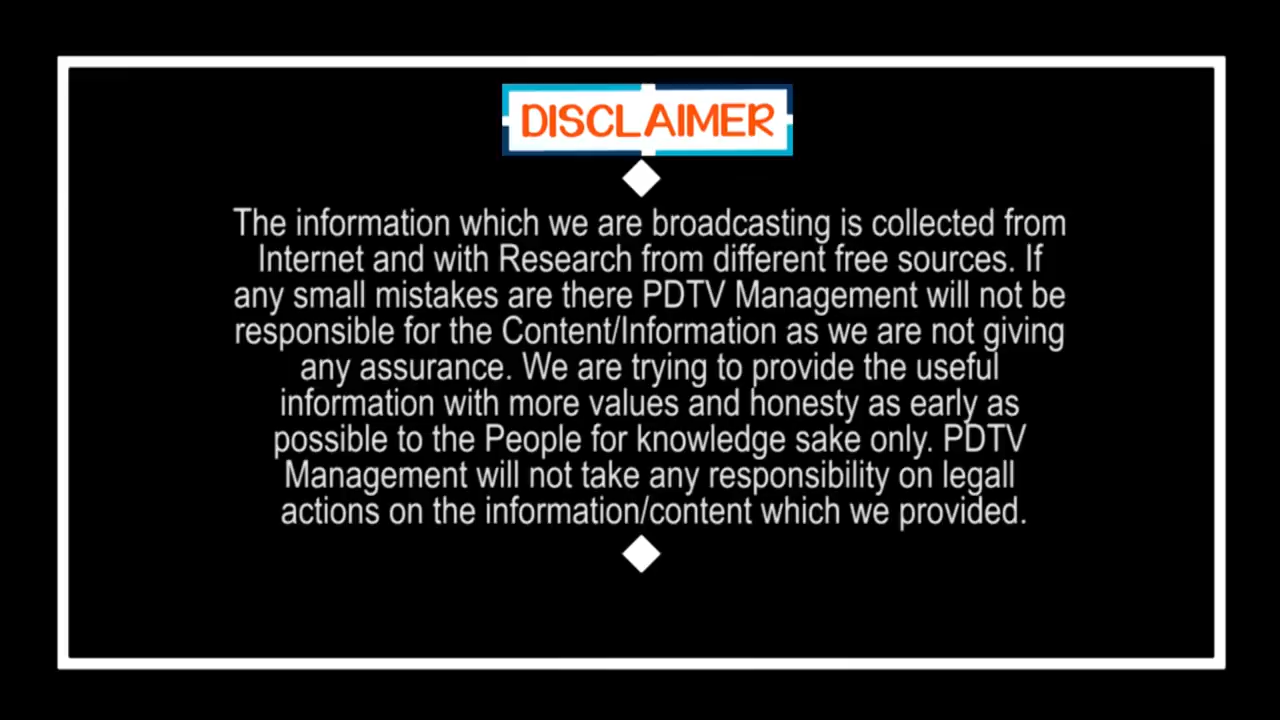 DISCLAIMER
The information which we are broadcasting is collected from
Internet and with Research from different free sources. If
any small mistakes are there PDTV Management will not be
responsible for the Content/Information as we are not giving
any assurance. We are trying to provide the useful
information with more values and honesty as early as
possible to the People for knowledge sake only. PDTV
Management will not take any responsibility on legall
actions on the information/content which we provided.